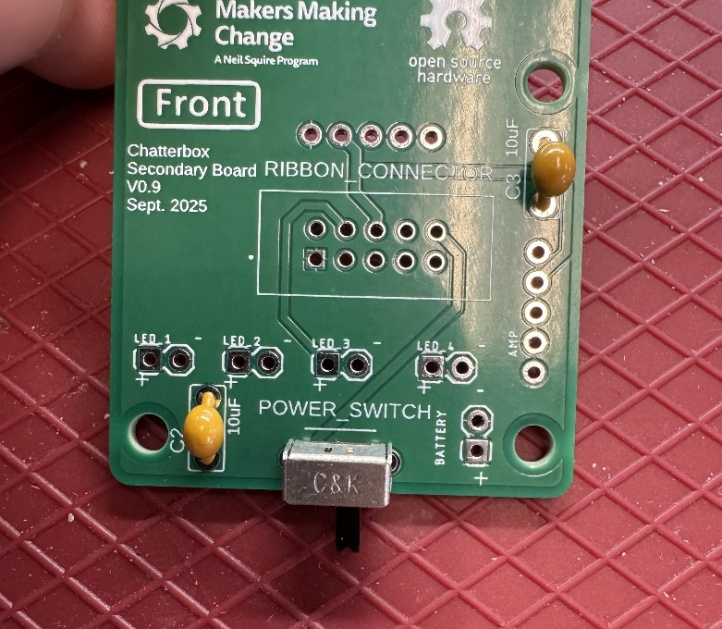 Makers Making
Change
A Neil Squire Program
open source
hardware
Front
Chatterbox
Secondary Board
V0.9
Sept. 2025
RIBBON_CONNECTOR
10uF
C3
AMP
LED_1 -
+
LED_2 -
+
LED_3 -
+
LED_4 -
+
C2
10uF
POWER_SWITCH
BATTERY
-
+
C&K